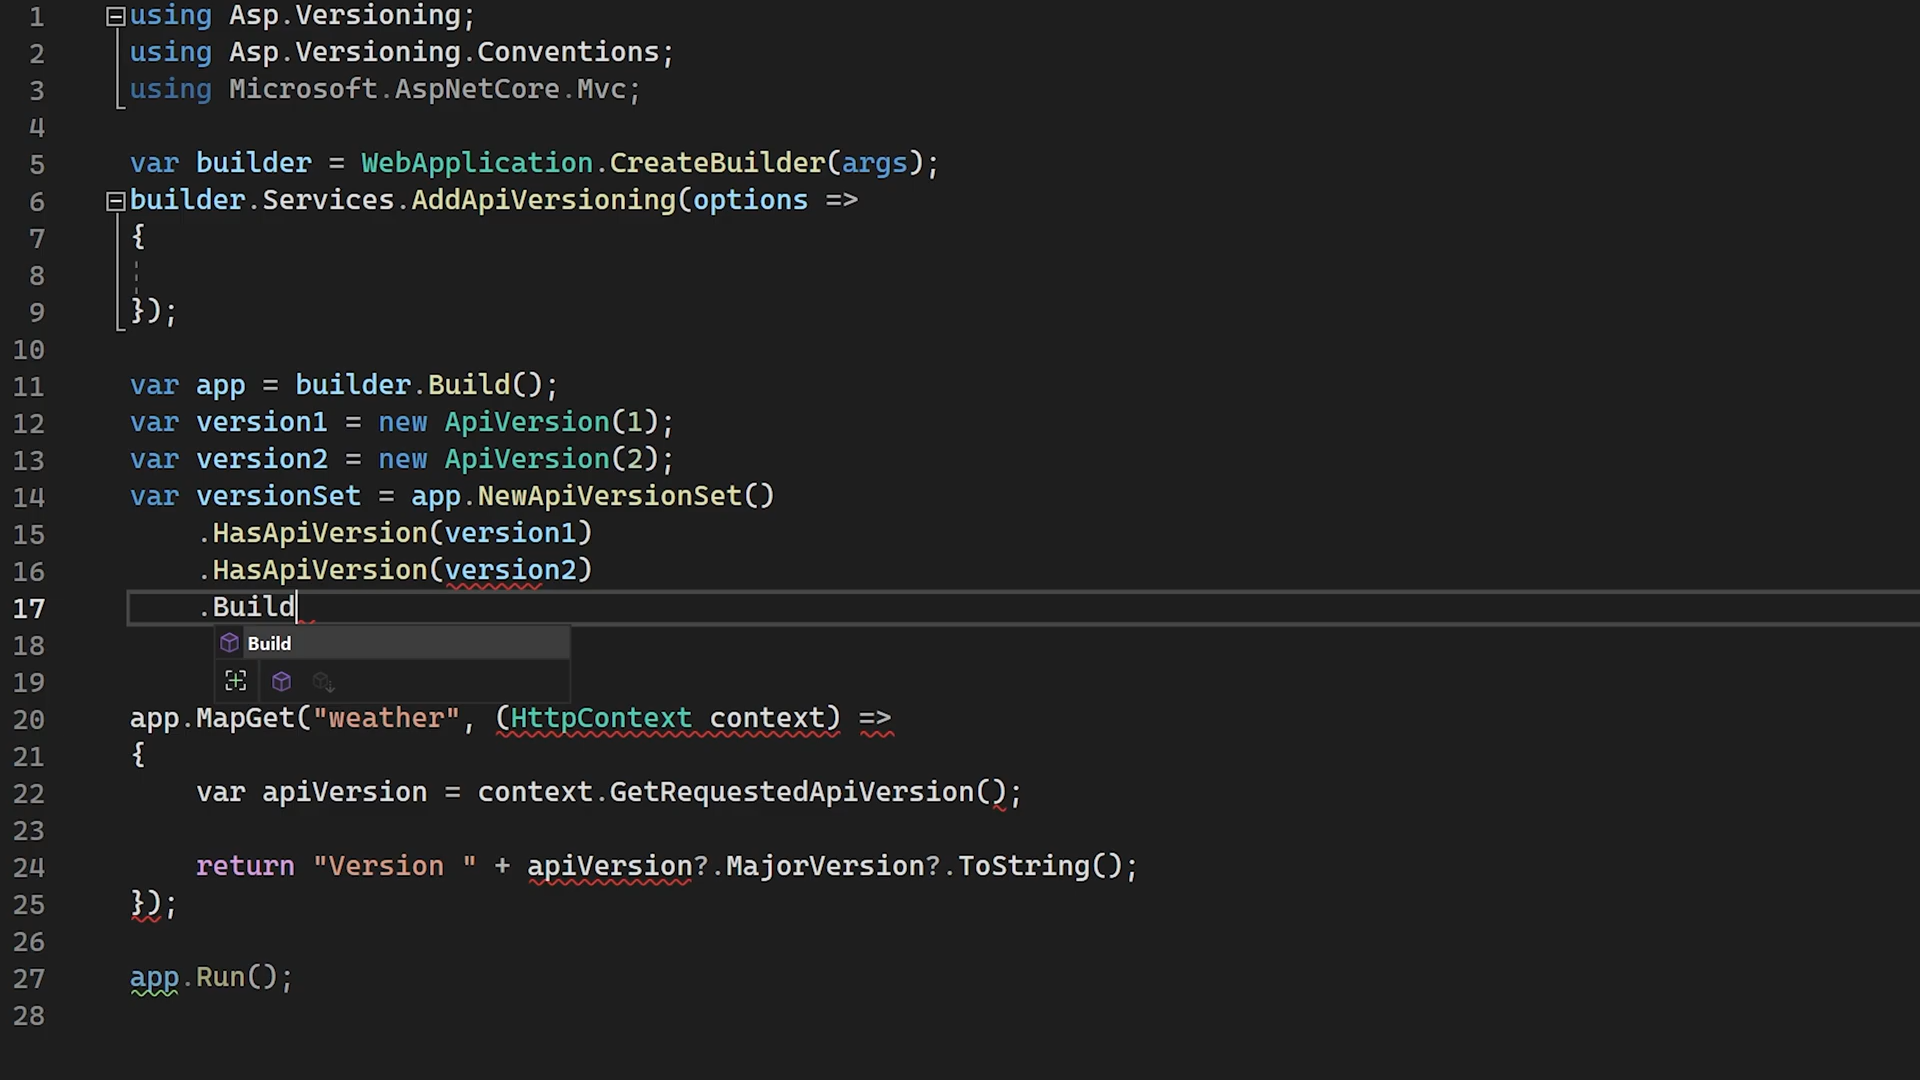 1 using Asp.Versioning;
2 using Asp.Versioning.Conventions;
3 using Microsoft.AspNetCore.Mvc;
4
5 var builder = WebApplication.CreateBuilder(args);
6 builder.Services.AddApiVersioning(options =>
7 {
8
9 });
10
11 var app = builder.Build();
12 var version1 = new ApiVersion(1);
13 var version2 = new ApiVersion(2);
14 var versionSet = app.NewApiVersionSet()
15     .HasApiVersion(version1)
16     .HasApiVersion(version2)
17     .Build
18 Build
19
20 app.MapGet("weather", (HttpContext context) =>
21 {
22     var apiVersion = context.GetRequestedApiVersion();
23
24     return "Version " + apiVersion?.MajorVersion?.ToString();
25 });
26
27 app.Run();
28